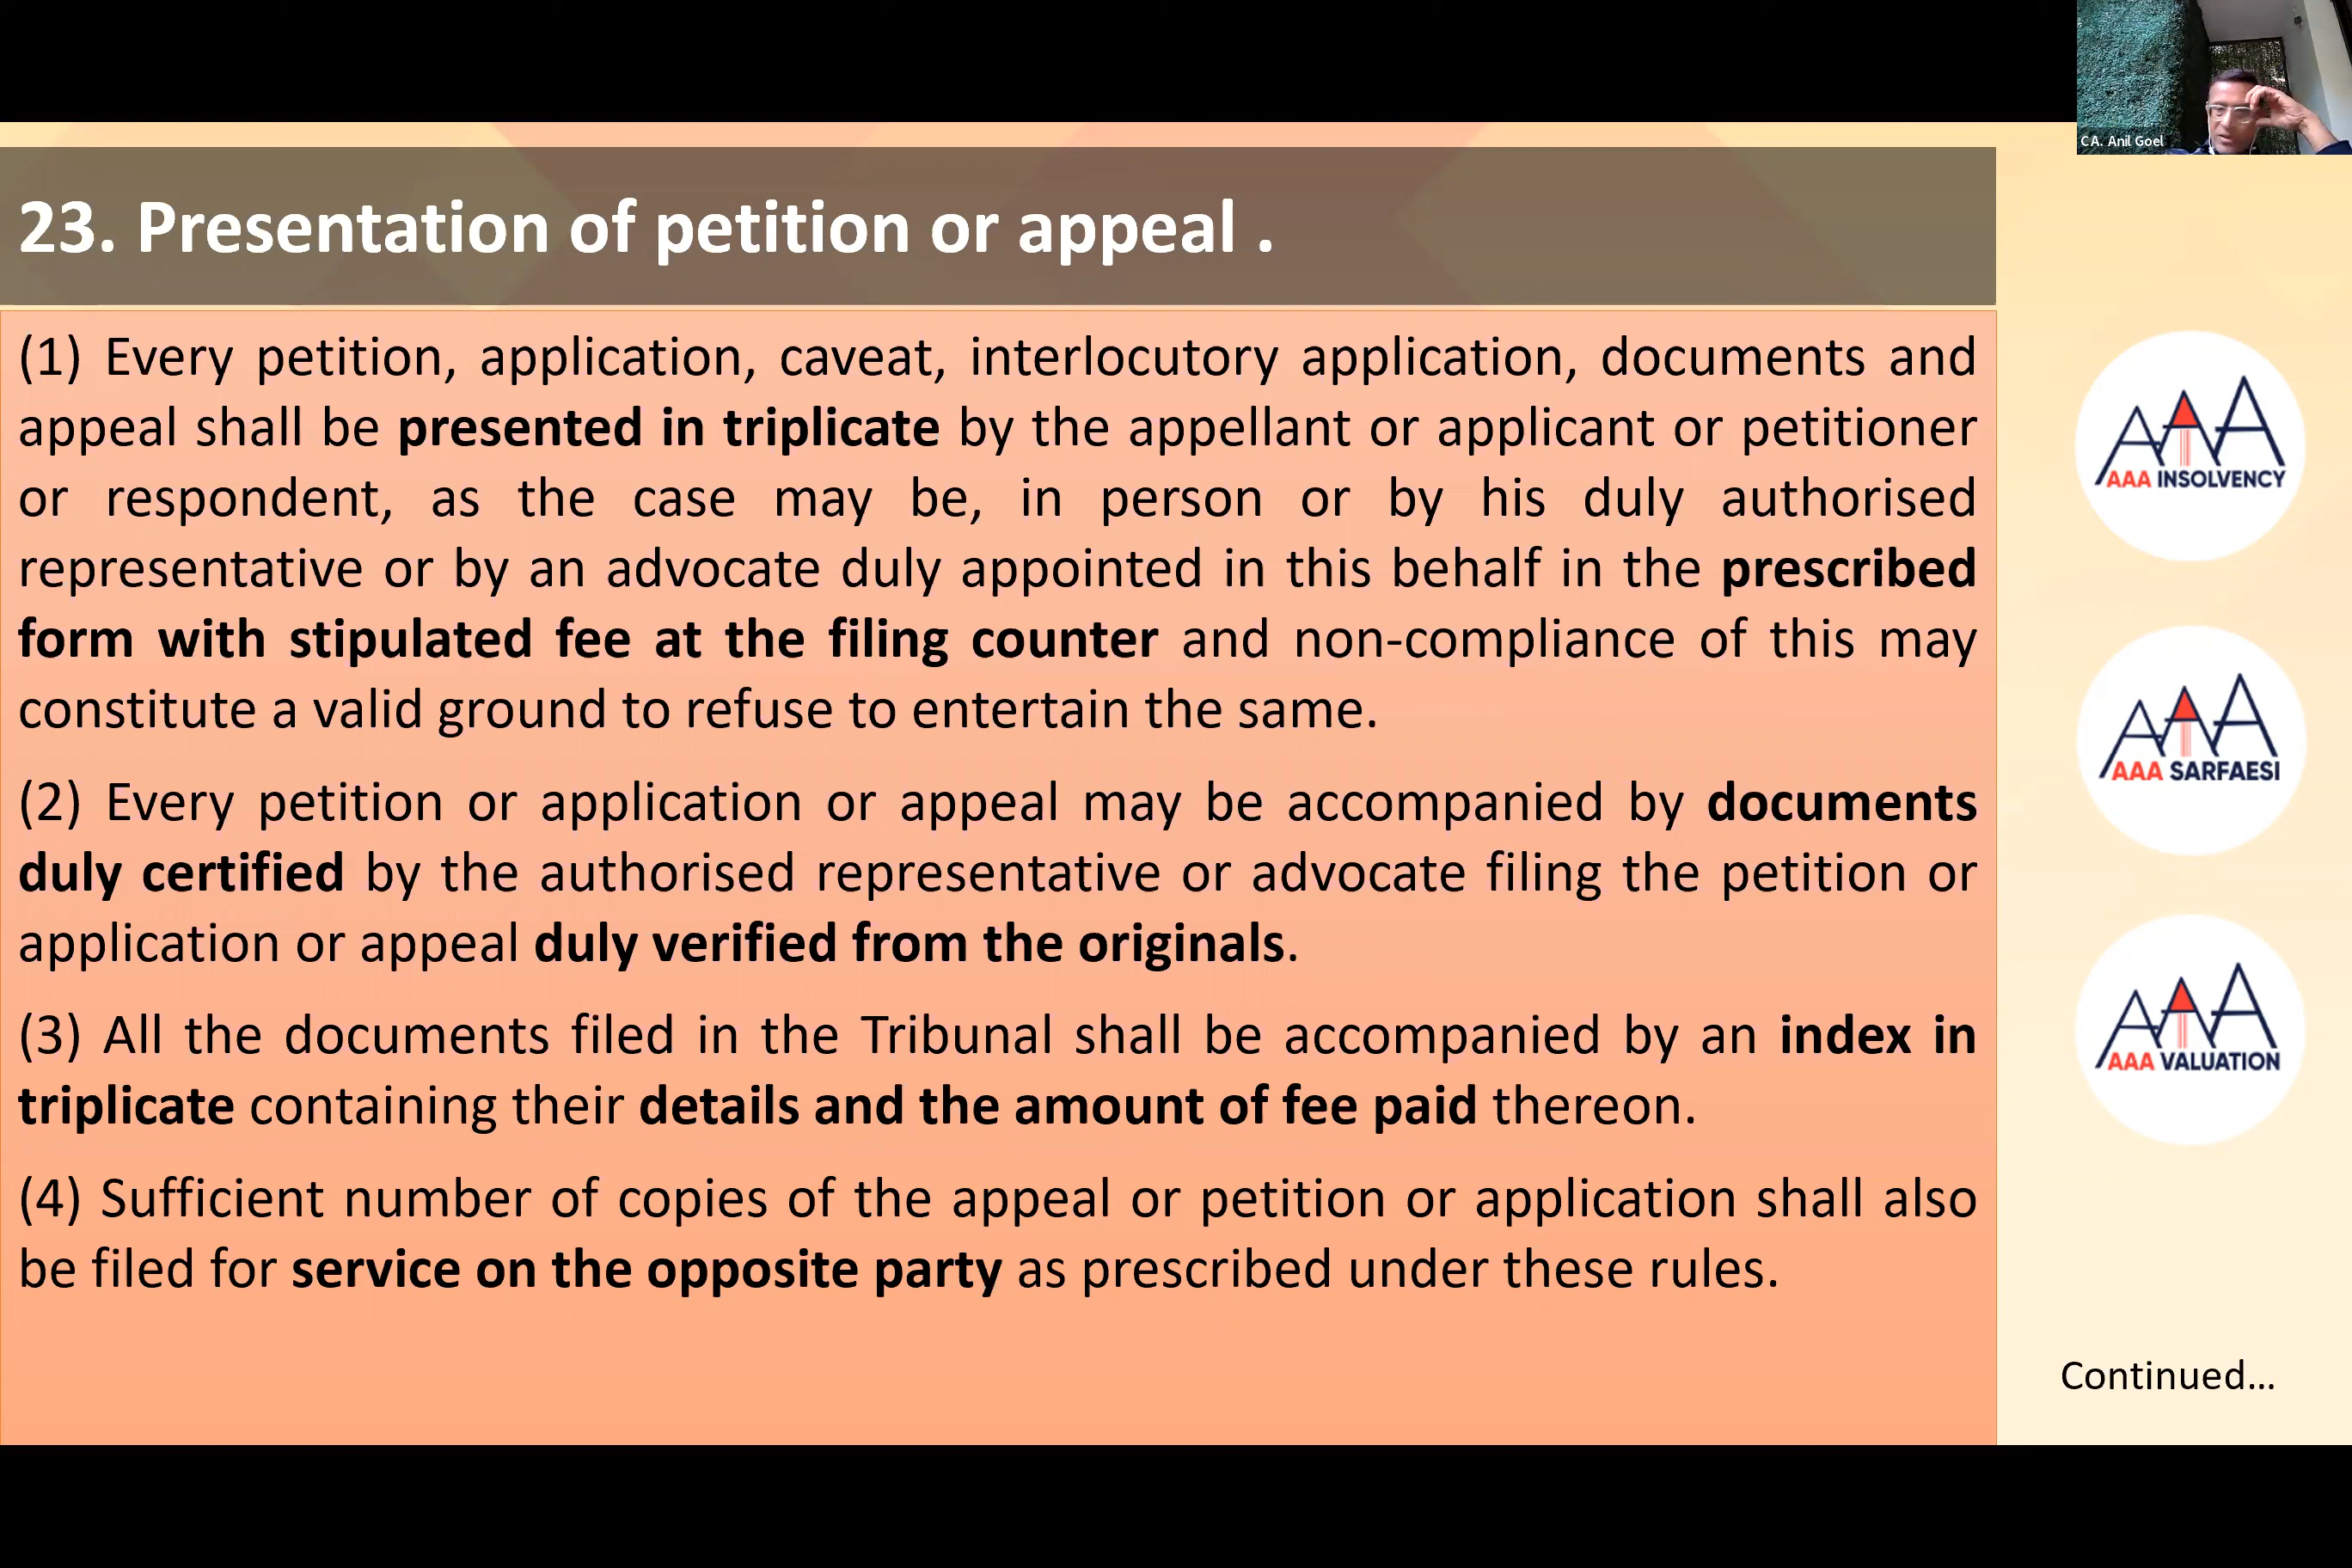 CA. Anil Goel
23. Presentation of petition or appeal .
(1) Every petition, application, caveat, interlocutory application, documents and
appeal shall be presented in triplicate by the appellant or applicant or petitioner
or respondent, as the case may be, in person or by his duly authorised
representative or by an advocate duly appointed in this behalf in the prescribed
form with stipulated fee at the filing counter and non-compliance of this may
constitute a valid ground to refuse to entertain the same.
(2) Every petition or application or appeal may be accompanied by documents
duly certified by the authorised representative or advocate filing the petition or
application or appeal duly verified from the originals.
(3) All the documents filed in the Tribunal shall be accompanied by an index in
triplicate containing their details and the amount of fee paid thereon.
(4) Sufficient number of copies of the appeal or petition or application shall also
be filed for service on the opposite party as prescribed under these rules.
AAA
AAA INSOLVENCY
AAA
AAA SARFAESI
AAA
AAA VALUATION
Continued...